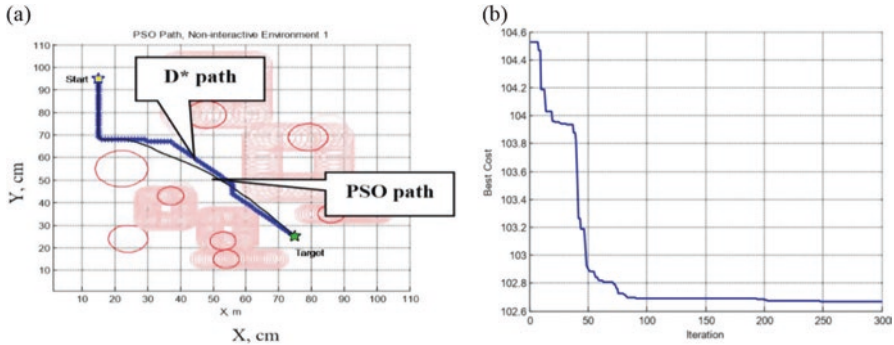 (a)
PSO Path, Non-interactive Environment 1
110
100
90
80
70
60
50
40
30
20
10
Y, cm
Start
D* path
PSO path
Target
10 20 30 40 50 60 70 80 90 100 110
X, m
X, cm
(b)
104.6
104.4
104.2
104
103.8
103.6
103.4
103.2
103
102.8
102.6
Best Cost
0 50 100 150 200 250 300
Iteration